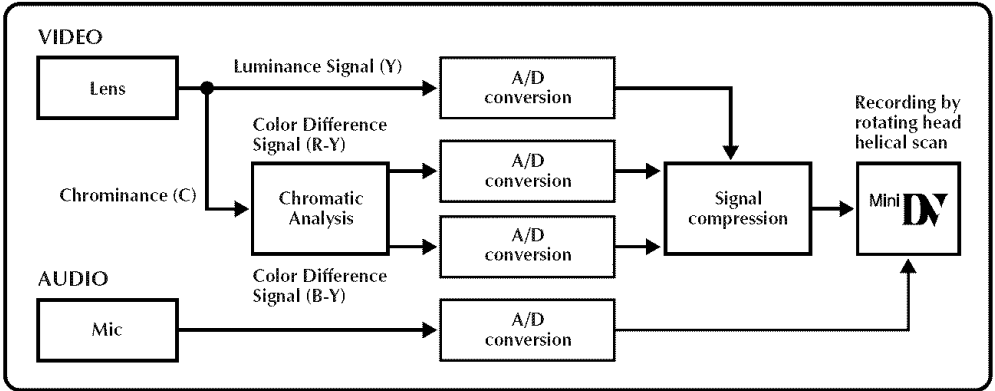 VIDEO
Lens
Luminance Signal (Y)
A/D
conversion
Color Difference
Signal (R-Y)
A/D
conversion
Chrominance (C)
Chromatic
Analysis
A/D
conversion
Color Difference
Signal (B-Y)
Signal
compression
Recording by
rotating head
helical scan
Mini DV
AUDIO
Mic
A/D
conversion